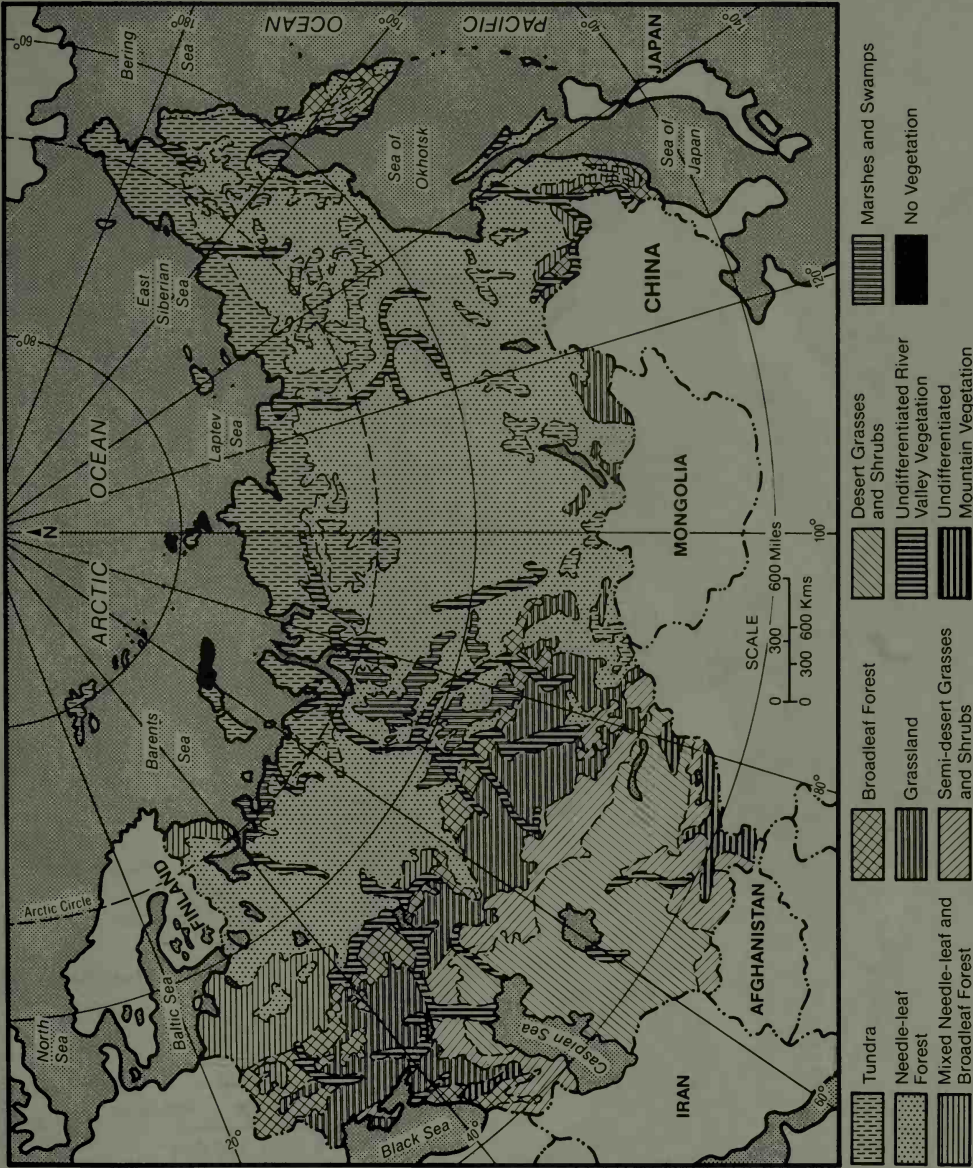 60°
180°
160°
Bering
Sea
OCEAN
PACIFIC
40°
140°
JAPAN
Sea of
Okhotsk
Sea of
Japan
East
Siberian
Sea
80°
Laptev
Sea
ARCTIC OCEAN
N
CHINA
120°
MONGOLIA
100°
SCALE
0 300 600 Miles
0 300 600 Kms
Barents
Sea
Arctic Circle
FINLAND
North
Sea
Baltic Sea
20°
Black Sea
40°
Caspian Sea
IRAN
60°
AFGHANISTAN
80°
Tundra
Needle-leaf
Forest
Mixed Needle-leaf and
Broadleaf Forest
Broadleaf Forest
Grassland
Semi-desert Grasses
and Shrubs
Desert Grasses
and Shrubs
Undifferentiated River
Valley Vegetation
Undifferentiated
Mountain Vegetation
Marshes and Swamps
No Vegetation